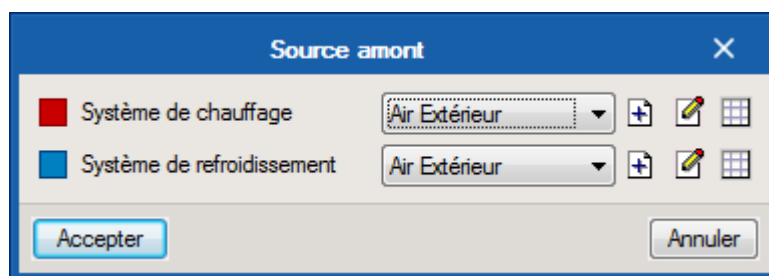 Source amont
Système de chauffage Air Extérieur
Système de refroidissement Air Extérieur
Accepter Annuler